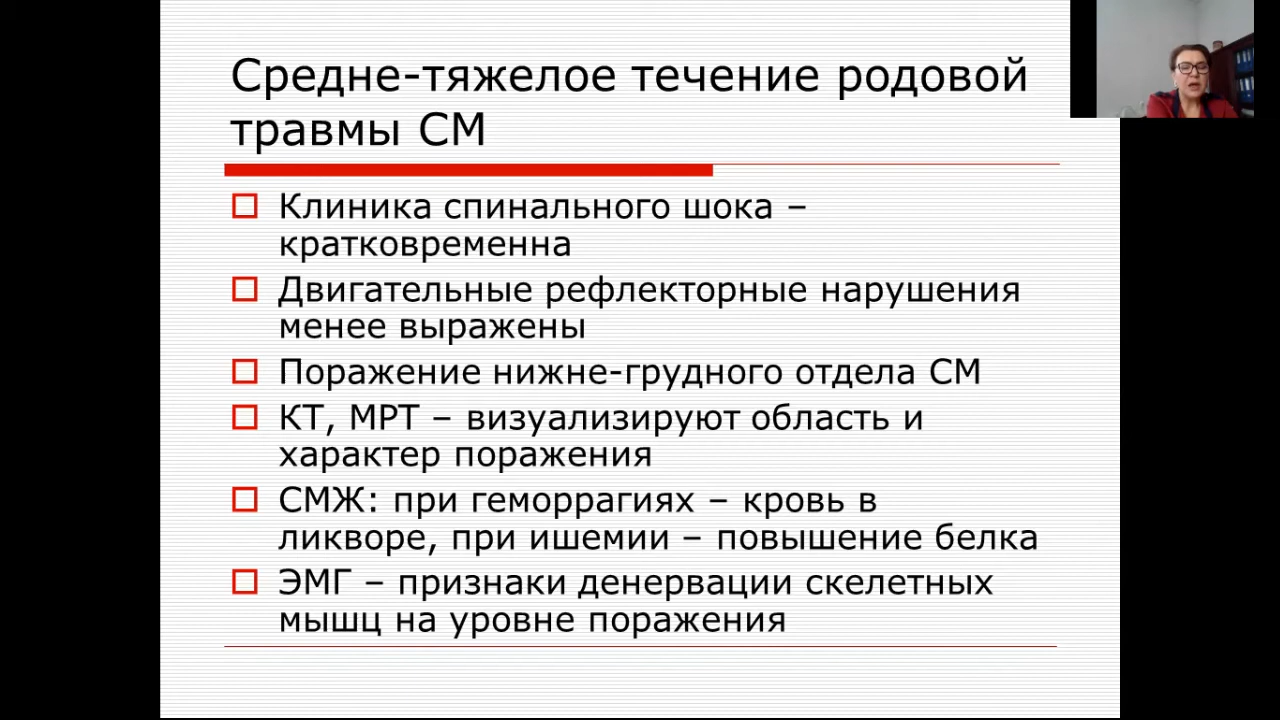 Средне-тяжелое течение родовой
травмы СМ
Клиника спинального шока –
кратковременна
Двигательные рефлекторные нарушения
менее выражены
Поражение нижне-грудного отдела СМ
КТ, МРТ – визуализируют область и
характер поражения
СМЖ: при геморрагиях – кровь в
ликворе, при ишемии – повышение белка
ЭМГ – признаки денервации скелетных
мышц на уровне поражения